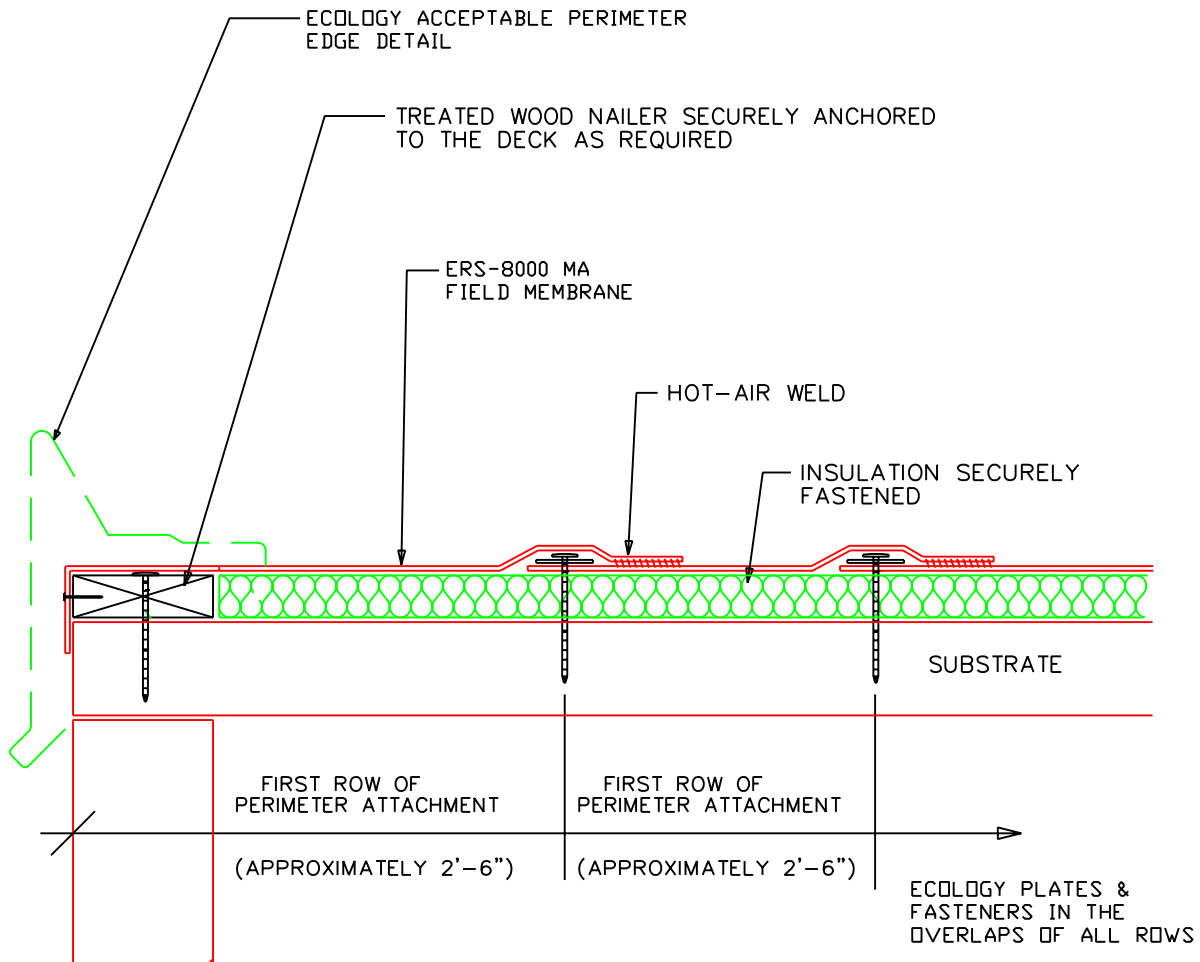 ECOLOGY ACCEPTABLE PERIMETER
EDGE DETAIL
TREATED WOOD NAILER SECURELY ANCHORED
TO THE DECK AS REQUIRED
ERS-8000 MA
FIELD MEMBRANE
HOT-AIR WELD
INSULATION SECURELY
FASTENED
SUBSTRATE
FIRST ROW OF
PERIMETER ATTACHMENT
(APPROXIMATELY 2'-6")
FIRST ROW OF
PERIMETER ATTACHMENT
(APPROXIMATELY 2'-6")
ECOLOGY PLATES &
FASTENERS IN THE
OVERLAPS OF ALL ROWS